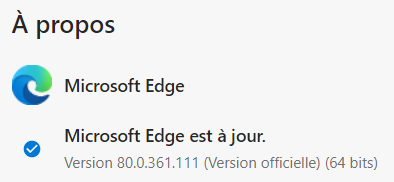 À propos
Microsoft Edge
Microsoft Edge est à jour.
Version 80.0.361.111 (Version officielle) (64 bits)